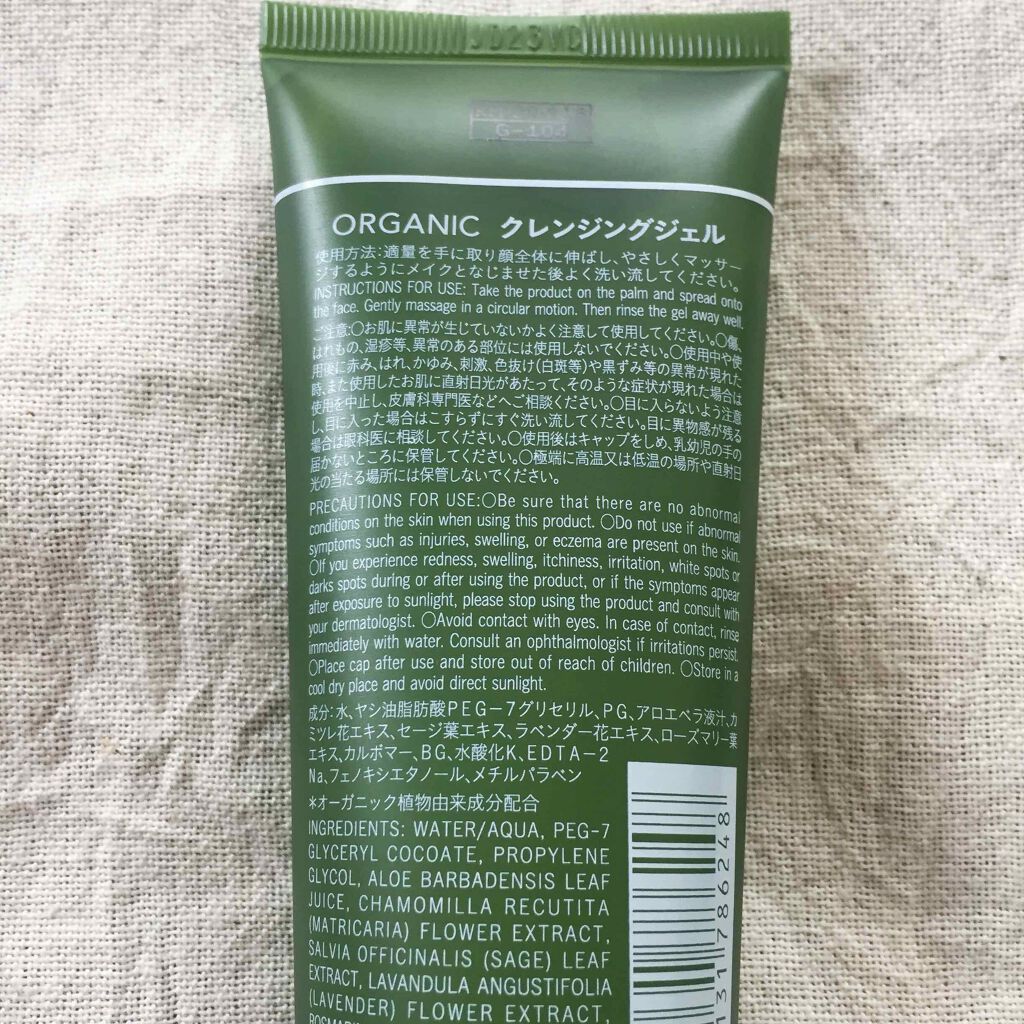 JD23VC
G-104
ORGANIC クレンジングジェル
使用方法:適量を手に取り顔全体に伸ばし、やさしくマッサー
ジするようにメイクとなじませた後よく洗い流してください。
INSTRUCTIONS FOR USE: Take the product on the palm and spread onto
the face. Gently massage in a circular motion. Then rinse the gel away well.
ご注意:○お肌に異常が生じていないかよく注意して使用してください。○傷、
はれもの、湿疹等、異常のある部位には使用しないでください。○使用中や使
用後に赤み、はれ、かゆみ、刺激、色抜け(白斑等)や黒ずみ等の異常が現れた
時、また使用したお肌に直射日光があたって、そのような症状が現れた場合は
使用を中止し、皮膚科専門医などへご相談ください。○目に入らないよう注意
し、目に入った場合はこすらずにすぐ洗い流してください。目に異物感が残る
場合は眼科医に相談してください。○使用後はキャップをしめ、乳幼児の手の
届かないところに保管してください。○極端に高温又は低温の場所や直射日
光の当たる場所には保管しないでください。
PRECAUTIONS FOR USE:○Be sure that there are no abnormal
conditions on the skin when using this product. ○Do not use if abnormal
symptoms such as injuries, swelling, or eczema are present on the skin.
○If you experience redness, swelling, itchiness, irritation, white spots or
darks spots during or after using the product, or if the symptoms appear
after exposure to sunlight, please stop using the product and consult with
your dermatologist. ○Avoid contact with eyes. In case of contact, rinse
immediately with water. Consult an ophthalmologist if irritations persist.
○Place cap after use and store out of reach of children. ○Store in a
cool dry place and avoid direct sunlight.
成分:水、ヤシ油脂肪酸PEG-7グリセリル、PG、アロエベラ液汁、カ
ミツレ花エキス、セージ葉エキス、ラベンダー花エキス、ローズマリー葉
エキス、カルボマー、BG、水酸化K、EDTA-2
Na、フェノキシエタノール、メチルパラベン
*オーガニック植物由来成分配合
INGREDIENTS: WATER/AQUA, PEG-7
GLYCERYL COCOATE, PROPYLENE
GLYCOL, ALOE BARBADENSIS LEAF
JUICE, CHAMOMILLA RECUTITA
(MATRICARIA) FLOWER EXTRACT,
SALVIA OFFICINALIS (SAGE) LEAF
EXTRACT, LAVANDULA ANGUSTIFOLIA
(LAVENDER) FLOWER EXTRACT,
131786248